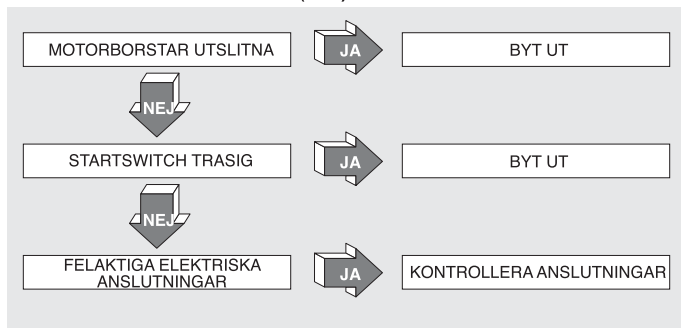 MOTORBORSTAR UTSLITNA
JA
BYT UT
NEJ
STARTSWITCH TRASIG
JA
BYT UT
NEJ
FELAKTIGA ELEKTRISKA
ANSLUTNINGAR
JA
KONTROLLERA ANSLUTNINGAR